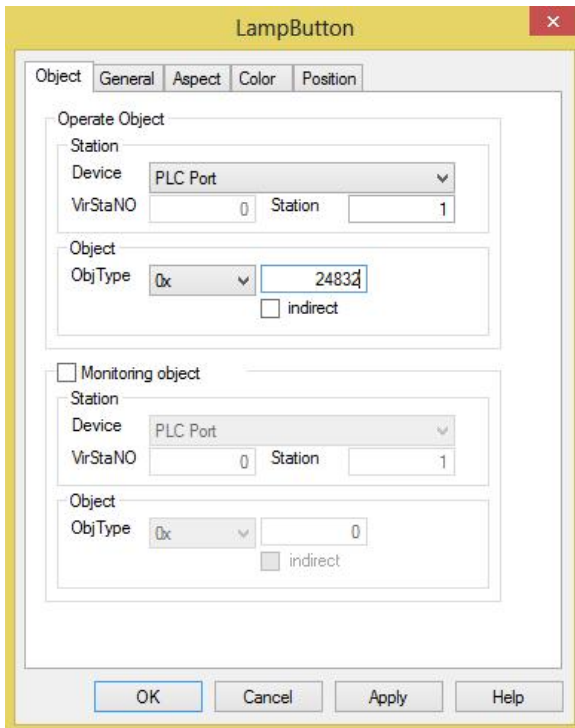 LampButton
Object General Aspect Color Position
Operate Object
Station
Device PLC Port
VirStaNO 0 Station 1
Object
ObjType 0x 24832
indirect
Monitoring object
Station
Device PLC Port
VirStaNO 0 Station 1
Object
ObjType 0x 0
indirect
OK Cancel Apply Help